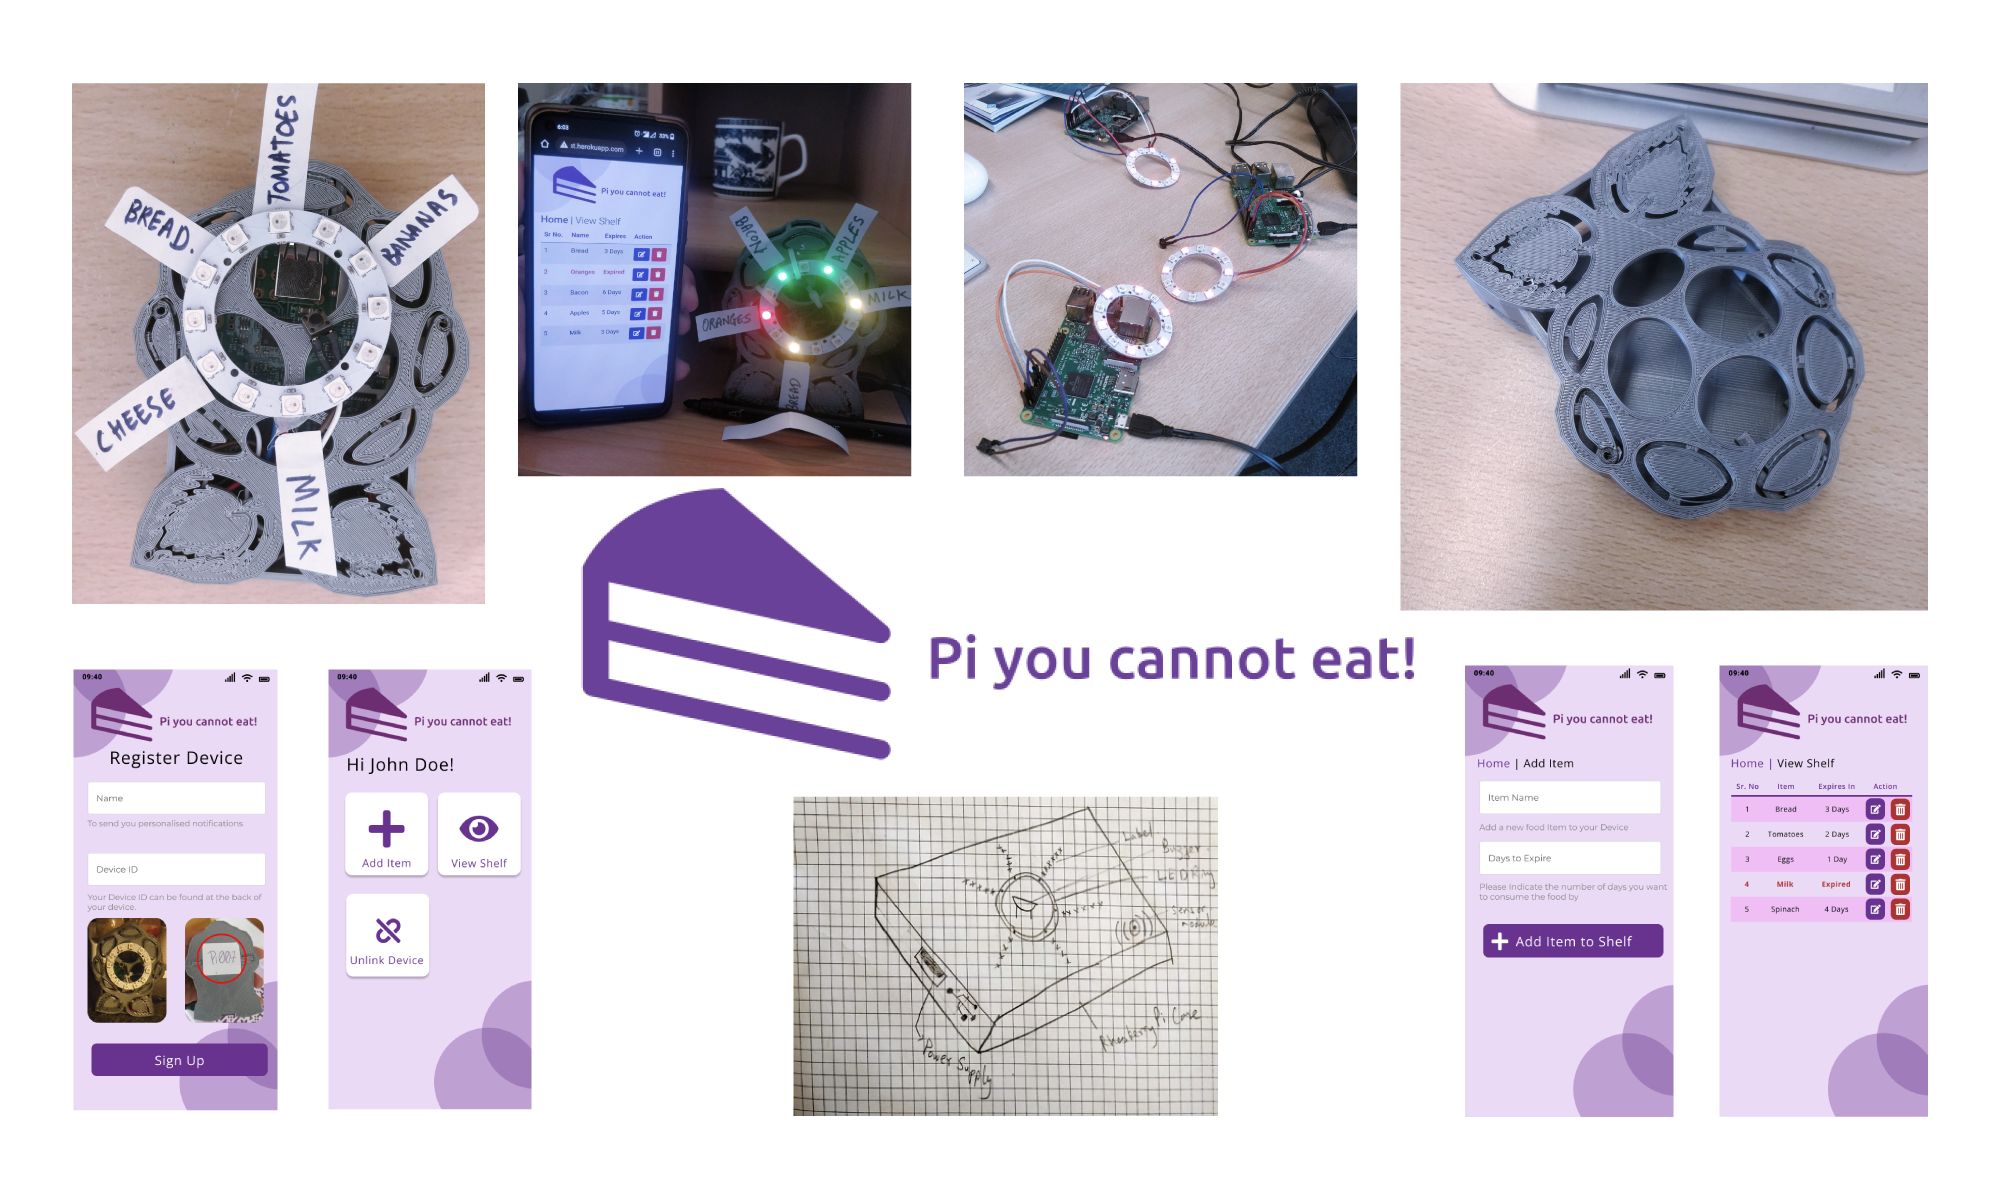 TOMATOES
BREAD.
BANANAS
CHEESE
MILK
6:03
33%
st.herokuapp.com
Pi you cannot eat!
Home | View Shelf
Sr No. Name Expires Action
1 Bread 3 Days
2 Oranges Expired
3 Bacon 6 Days
4 Apples 5 Days
5 Milk 3 Days
BACON
APPLES
MILK
ORANGES
BREAD
Pi you cannot eat!
09:40
Pi you cannot eat!
Register Device
Name
To send you personalised notifications
Device ID
Your Device ID can be found at the back of
your device.
Pi007
Sign Up
09:40
Pi you cannot eat!
Hi John Doe!
Add Item
View Shelf
Unlink Device
Label
Buzzer
LED Ring
Sensor
module
Pi Case
Power Supply
09:40
Pi you cannot eat!
Home | Add Item
Item Name
Add a new food Item to your Device
Days to Expire
Please Indicate the number of days you want
to consume the food by
Add Item to Shelf
09:40
Pi you cannot eat!
Home | View Shelf
Sr. No Item Expires In Action
1 Bread 3 Days
2 Tomatoes 2 Days
3 Eggs 1 Day
4 Milk Expired
5 Spinach 4 Days